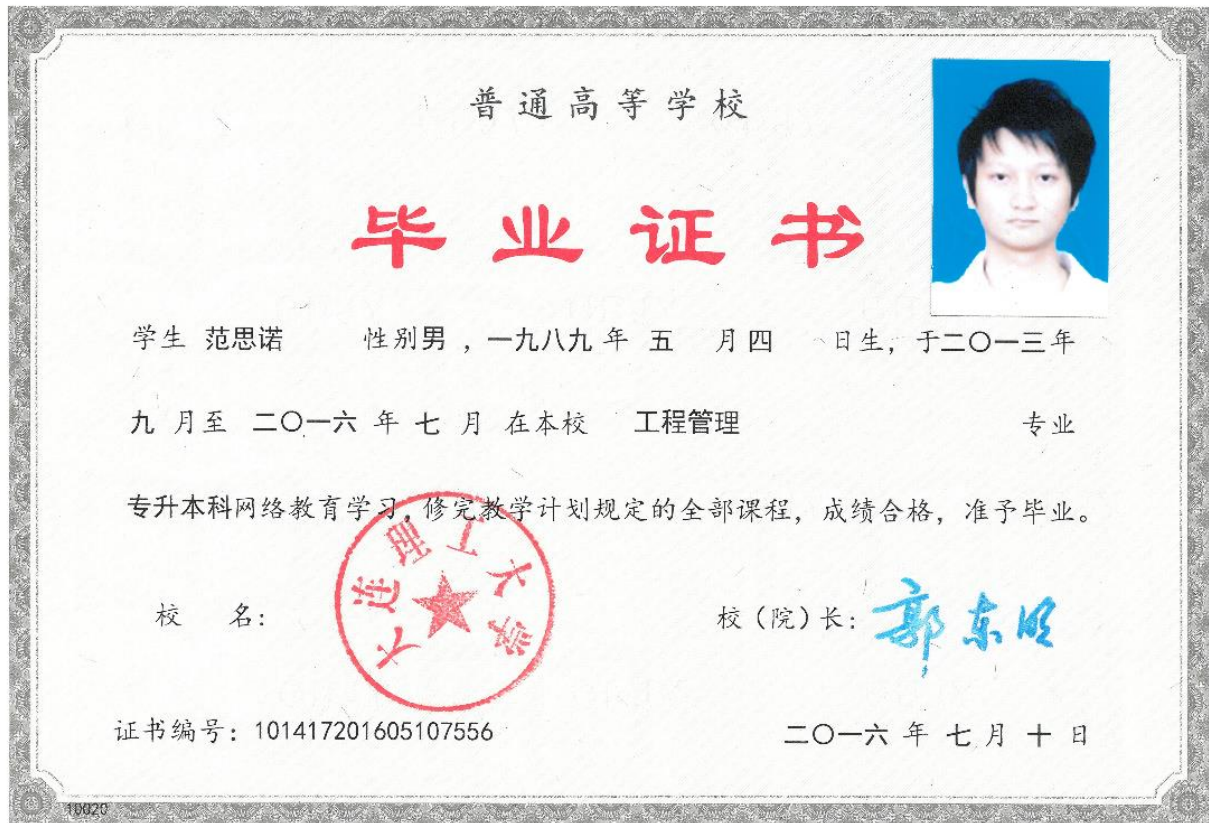 普通高等学校
毕业证书
学生 范思诺 性别男，一九八九年 五 月四 日生，于二〇一三年
九 月至 二〇一六 年 七 月 在本校 工程管理 专业
专升本科网络教育学习，修完教学计划规定的全部课程，成绩合格，准予毕业。
大连理工大学
校 名： 校（院）长：郭东明
证书编号：101417201605107556 二〇一六 年 七月 十 日
10020